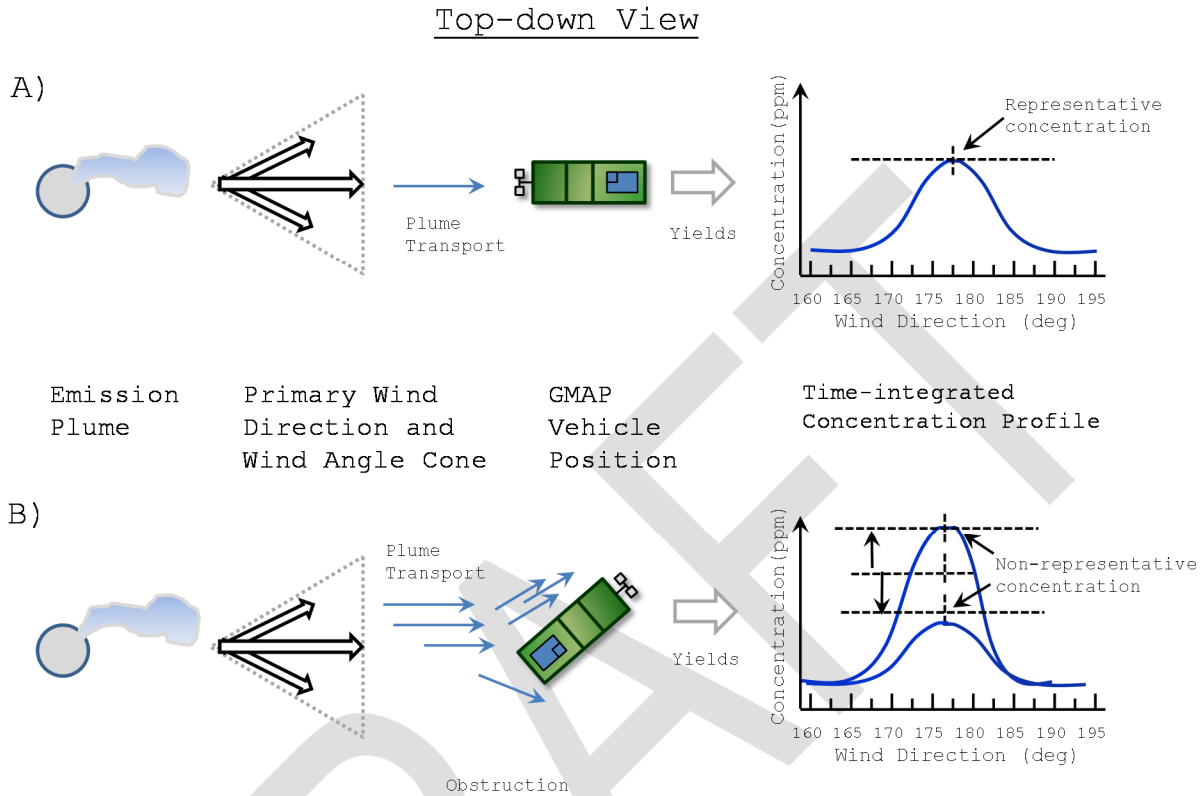 Top-down View
A)
Representative
concentration
Concentration(ppm)
Plume
Transport
Yields
160 165 170 175 180 185 190 195
Wind Direction (deg)
Emission
Plume
Primary Wind
Direction and
Wind Angle Cone
GMAP
Vehicle
Position
Time-integrated
Concentration Profile
B)
Plume
Transport
Non-representative
concentration
Concentration(ppm)
Yields
160 165 170 175 180 185 190 195
Wind Direction (deg)
Obstruction
DRAFT